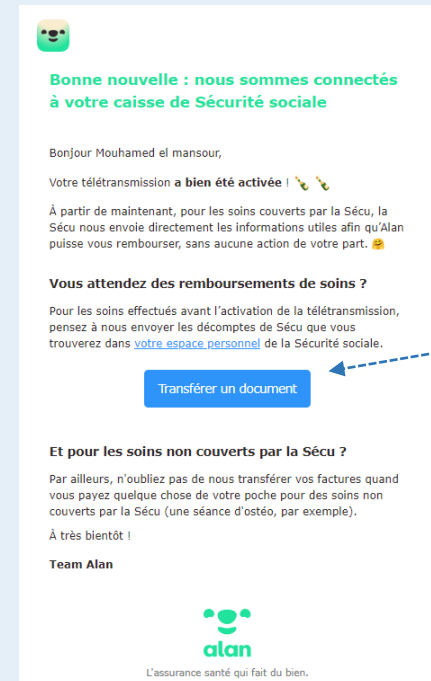 Bonne nouvelle : nous sommes connectés
à votre caisse de Sécurité sociale
Bonjour Mouhamed el mansour,
Votre télétransmission a bien été activée ! 🍾 🍾
À partir de maintenant, pour les soins couverts par la Sécu, la
Sécu nous envoie directement les informations utiles afin qu'Alan
puisse vous rembourser, sans aucune action de votre part. 🤗
Vous attendez des remboursements de soins ?
Pour les soins effectués avant l'activation de la télétransmission,
pensez à nous envoyer les décomptes de Sécu que vous
trouverez dans votre espace personnel de la Sécurité sociale.
Transférer un document
Et pour les soins non couverts par la Sécu ?
Par ailleurs, n'oubliez pas de nous transférer vos factures quand
vous payez quelque chose de votre poche pour des soins non
couverts par la Sécu (une séance d'ostéo, par exemple).
À très bientôt !
Team Alan
alan
L'assurance santé qui fait du bien.